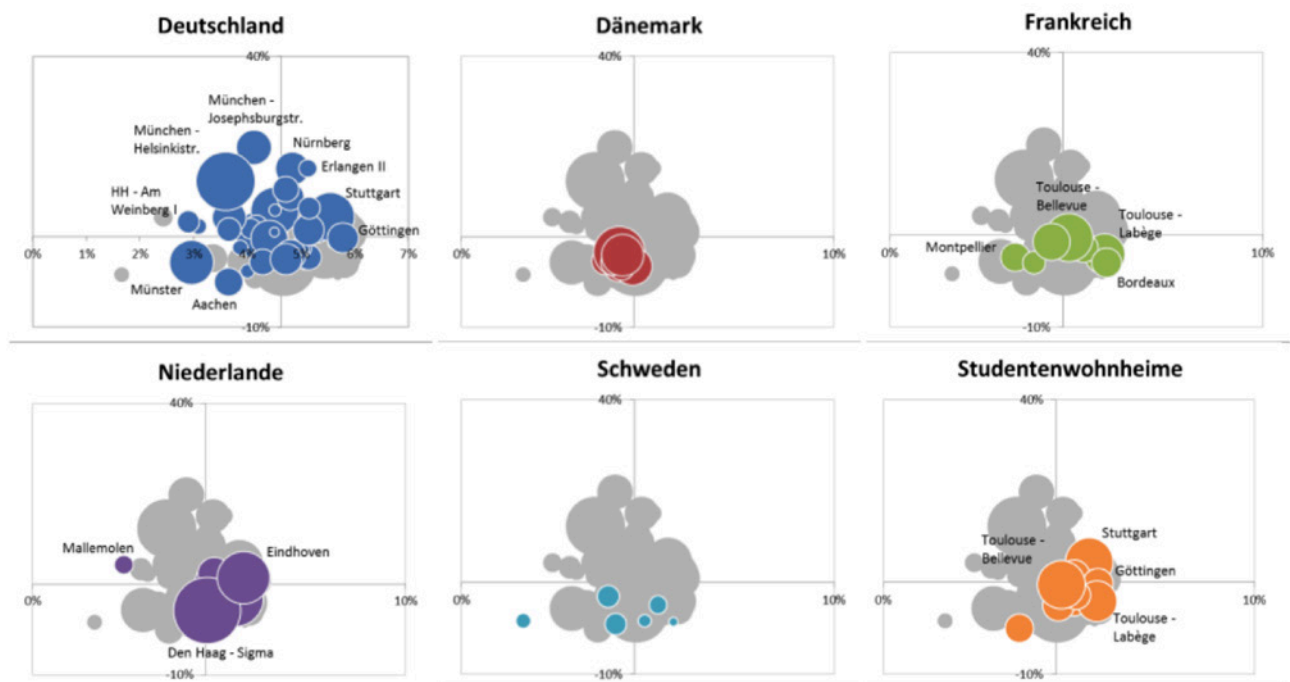 Deutschland
40%
München -
Josephsburgstr.
München -
Helsinkistr.
Nürnberg
Erlangen II
HH - Am
Weinberg I
Stuttgart
Göttingen
0%
2%
3%
4%
5%
6%
7%
Münster
Aachen
-10%
Dänemark
40%
0%
10%
-10%
Frankreich
40%
Toulouse -
Bellevue
Toulouse -
Labège
Montpellier
Bordeaux
0%
10%
-10%
Niederlande
40%
Mallemolen
Eindhoven
0%
10%
Den Haag - Sigma
-10%
Schweden
40%
0%
10%
-10%
Studentenwohnheime
40%
Toulouse -
Bellevue
Stuttgart
Göttingen
0%
10%
Toulouse -
Labège
-10%